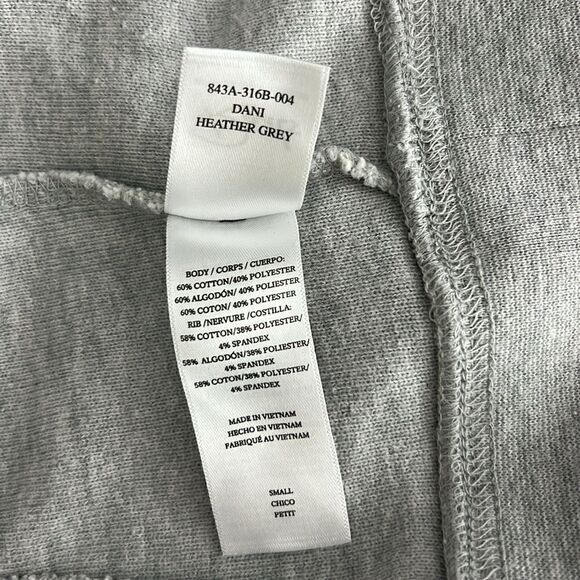 843A-316B-004
DANI
HEATHER GREY
BODY / CORPS / CUERPO:
60% COTTON/40% POLYESTER
60% ALGODÓN/ 40% POLIESTER
60% COTON/ 40% POLYESTER
RIB /NERVURE /COSTILLA:
58% COTTON/38% POLYESTER/
4% SPANDEX
58% ALGODÓN/38% POLIESTER/
4% SPANDEX
58% COTON/38% POLYESTER/
4% SPANDEX
MADE IN VIETNAM
HECHO EN VIETNAM
FABRIQUÉ AU VIETNAM
SMALL
CHICO
PETIT